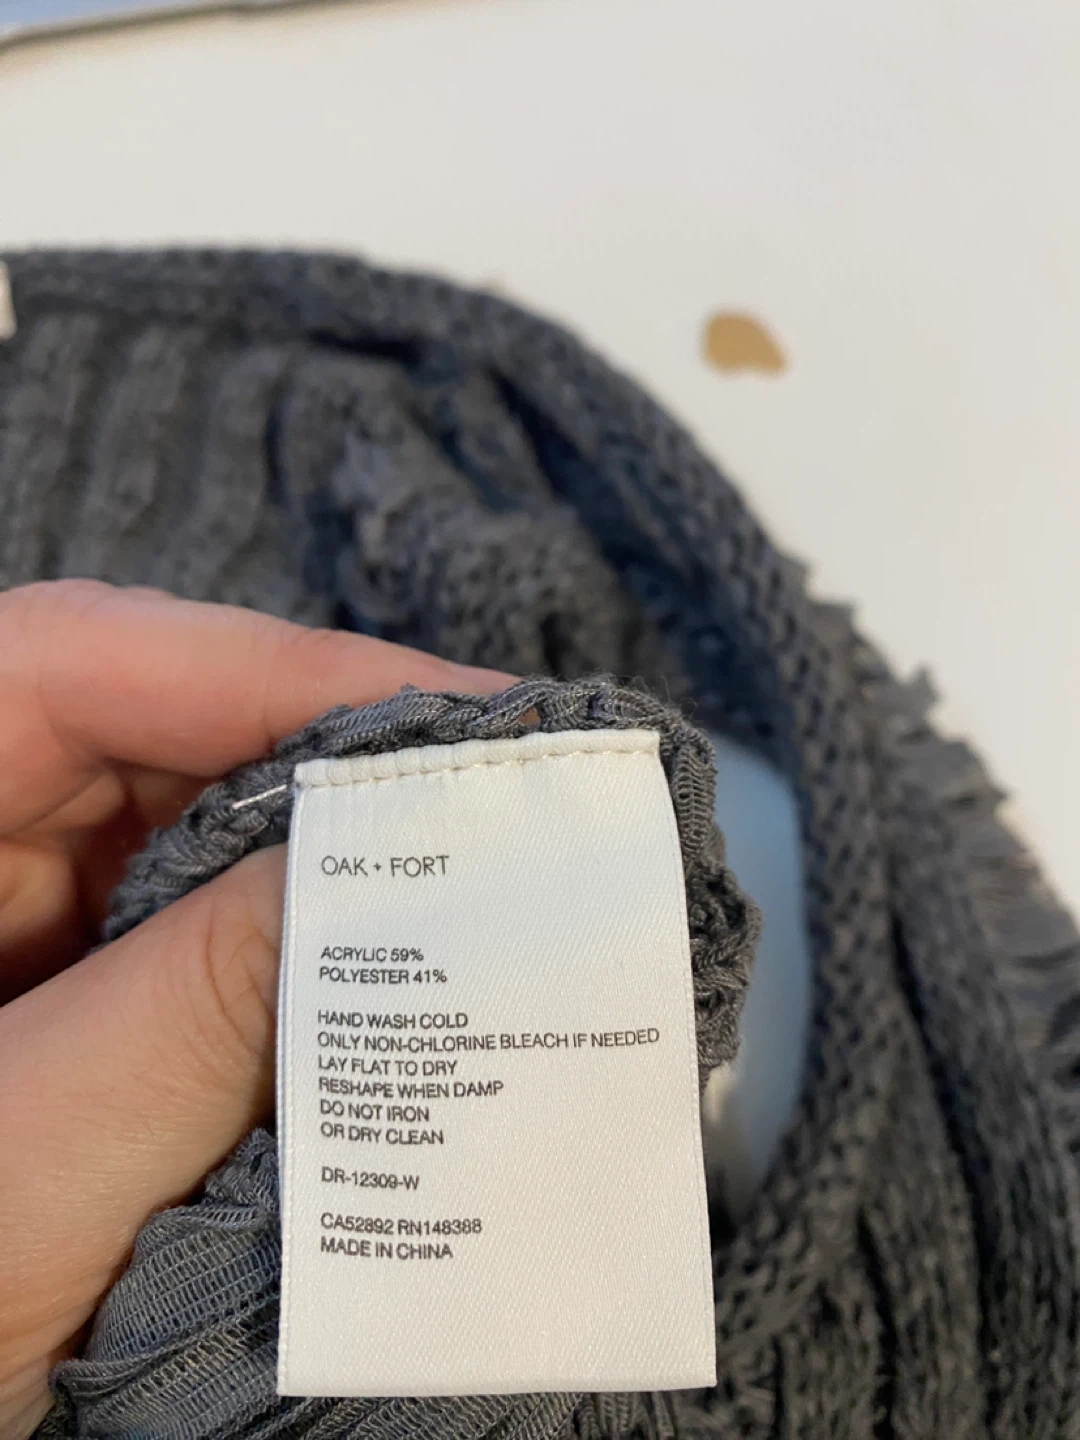 OAK + FORT
ACRYLIC 59%
POLYESTER 41%
HAND WASH COLD
ONLY NON-CHLORINE BLEACH IF NEEDED
LAY FLAT TO DRY
RESHAPE WHEN DAMP
DO NOT IRON
OR DRY CLEAN
DR-12309-W
CA52892 RN148388
MADE IN CHINA